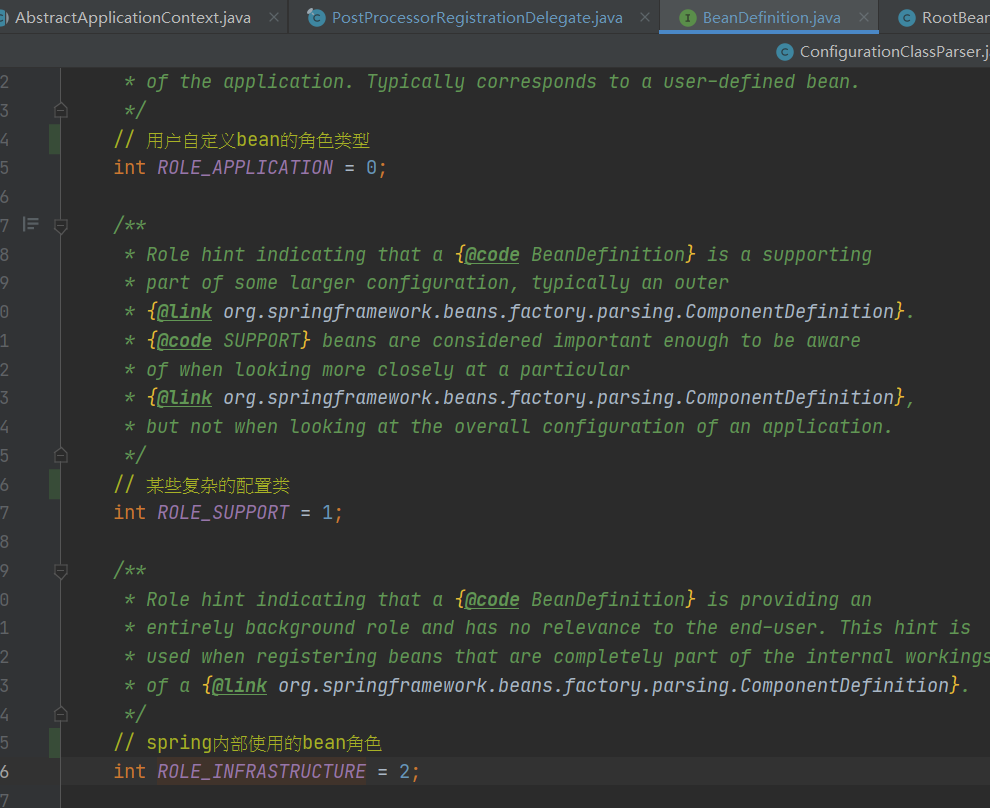 AbstractApplicationContext.java PostProcessorRegistrationDelegate.java BeanDefinition.java RootBean
ConfigurationClassParser.j
2 * of the application. Typically corresponds to a user-defined bean.
3 */
4 // 用户自定义bean的角色类型
5 int ROLE_APPLICATION = 0;
6
7 /**
8 * Role hint indicating that a {@code BeanDefinition} is a supporting
9 * part of some larger configuration, typically an outer
0 * {@link org.springframework.beans.factory.parsing.ComponentDefinition}.
1 * {@code SUPPORT} beans are considered important enough to be aware
2 * of when looking more closely at a particular
3 * {@link org.springframework.beans.factory.parsing.ComponentDefinition},
4 * but not when looking at the overall configuration of an application.
5 */
6 // 某些复杂的配置类
7 int ROLE_SUPPORT = 1;
8
9 /**
0 * Role hint indicating that a {@code BeanDefinition} is providing an
1 * entirely background role and has no relevance to the end-user. This hint is
2 * used when registering beans that are completely part of the internal workings
3 * of a {@link org.springframework.beans.factory.parsing.ComponentDefinition}.
4 */
5 // spring内部使用的bean角色
6 int ROLE_INFRASTRUCTURE = 2;
7